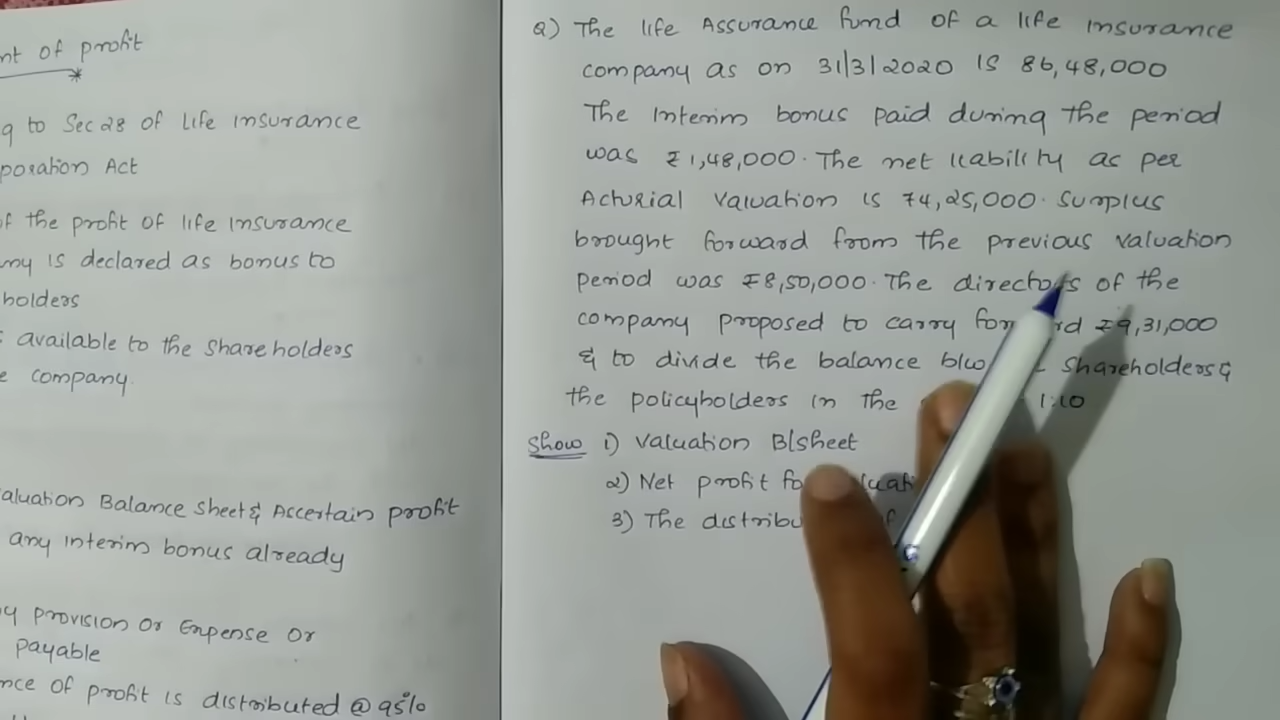 nt of profit
g to Sec 28 of Life insurance
poration Act
f the profit of life insurance
ny is declared as bonus to
holders
available to the shareholders
e company.
aluation Balance Sheet & Ascertain profit
any interim bonus already
y provision or Expense or
payable
nce of profit is distributed @ 95%
Q) The life Assurance fund of a life insurance
company as on 31/3/2020 is 86,48,000
The Interim bonus paid during the period
was ₹1,48,000. The net liability as per
Acturial valuation is 74,25,000. Surplus
brought forward from the previous valuation
period was ₹8,50,000. The directors of the
company proposed to carry for rd ₹9,31,000
& to divide the balance b/w shareholders &
the policyholders in the 1:10
Show i) valuation B/sheet
2) Net profit fo
3) The distribu